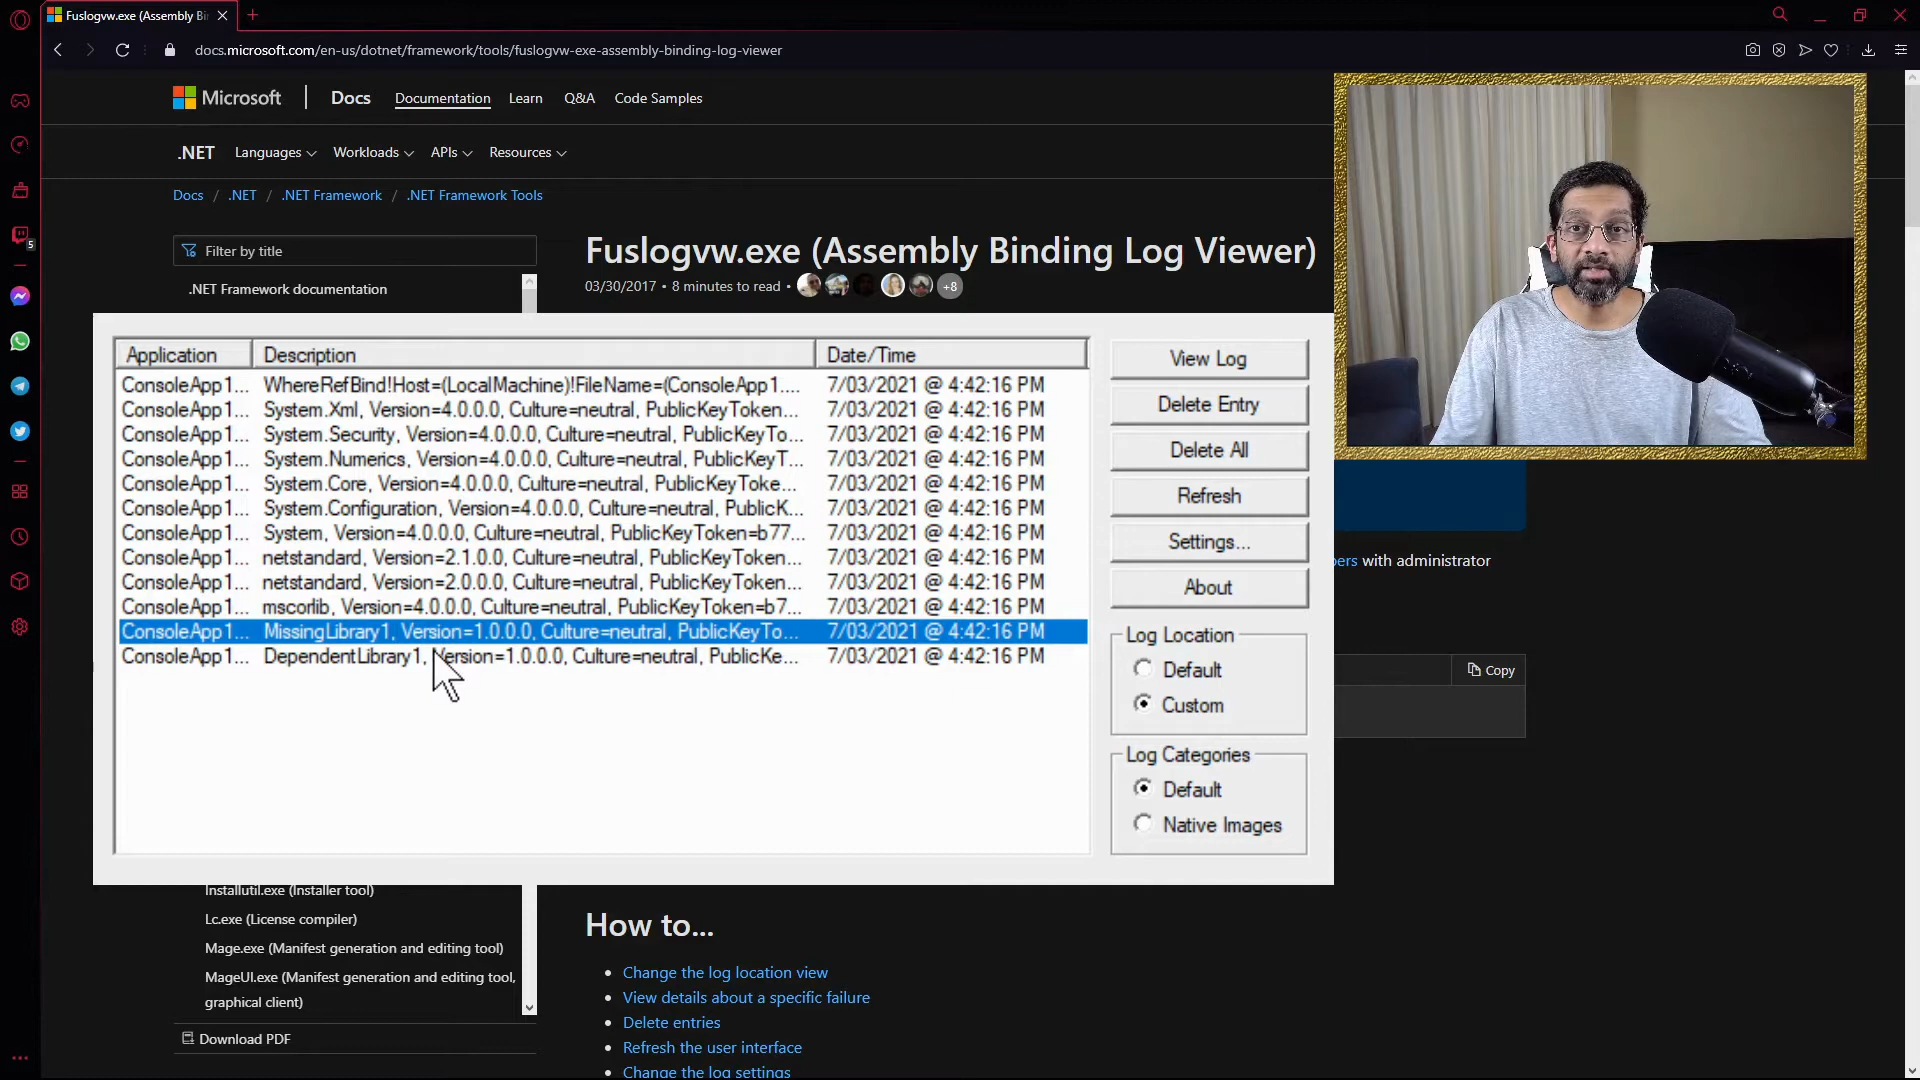 Fuslogvw.exe (Assembly Bi
docs.microsoft.com/en-us/dotnet/framework/tools/fuslogvw-exe-assembly-binding-log-viewer
Microsoft
Docs
Documentation
Learn
Q&A
Code Samples
.NET
Languages
Workloads
APIs
Resources
Docs / .NET / .NET Framework / .NET Framework Tools
5
Filter by title
.NET Framework documentation
Fuslogvw.exe (Assembly Binding Log Viewer)
03/30/2017 • 8 minutes to read •
+8
Application Description Date/Time
ConsoleApp1... WhereRefBind!Host=(LocalMachine)!FileName=(ConsoleApp1.... 7/03/2021 @ 4:42:16 PM
ConsoleApp1... System.Xml, Version=4.0.0.0, Culture=neutral, PublicKeyToken... 7/03/2021 @ 4:42:16 PM
ConsoleApp1... System.Security, Version=4.0.0.0, Culture=neutral, PublicKeyTo... 7/03/2021 @ 4:42:16 PM
ConsoleApp1... System.Numerics, Version=4.0.0.0, Culture=neutral, PublicKeyT... 7/03/2021 @ 4:42:16 PM
ConsoleApp1... System.Core, Version=4.0.0.0, Culture=neutral, PublicKeyToke... 7/03/2021 @ 4:42:16 PM
ConsoleApp1... System.Configuration, Version=4.0.0.0, Culture=neutral, PublicK... 7/03/2021 @ 4:42:16 PM
ConsoleApp1... System, Version=4.0.0.0, Culture=neutral, PublicKeyToken=b77... 7/03/2021 @ 4:42:16 PM
ConsoleApp1... netstandard, Version=2.1.0.0, Culture=neutral, PublicKeyToken... 7/03/2021 @ 4:42:16 PM
ConsoleApp1... netstandard, Version=2.0.0.0, Culture=neutral, PublicKeyToken... 7/03/2021 @ 4:42:16 PM
ConsoleApp1... mscorlib, Version=4.0.0.0, Culture=neutral, PublicKeyToken=b7... 7/03/2021 @ 4:42:16 PM
ConsoleApp1... MissingLibrary1, Version=1.0.0.0, Culture=neutral, PublicKeyTo... 7/03/2021 @ 4:42:16 PM
ConsoleApp1... DependentLibrary1, Version=1.0.0.0, Culture=neutral, PublicKe... 7/03/2021 @ 4:42:16 PM
View Log
Delete Entry
Delete All
Refresh
Settings...
About
Log Location
Default
Custom
Log Categories
Default
Native Images
with administrator
Copy
Installutil.exe (Installer tool)
Lc.exe (License compiler)
Mage.exe (Manifest generation and editing tool)
MageUI.exe (Manifest generation and editing tool,
graphical client)
Download PDF
How to...
Change the log location view
View details about a specific failure
Delete entries
Refresh the user interface
Change the log settings